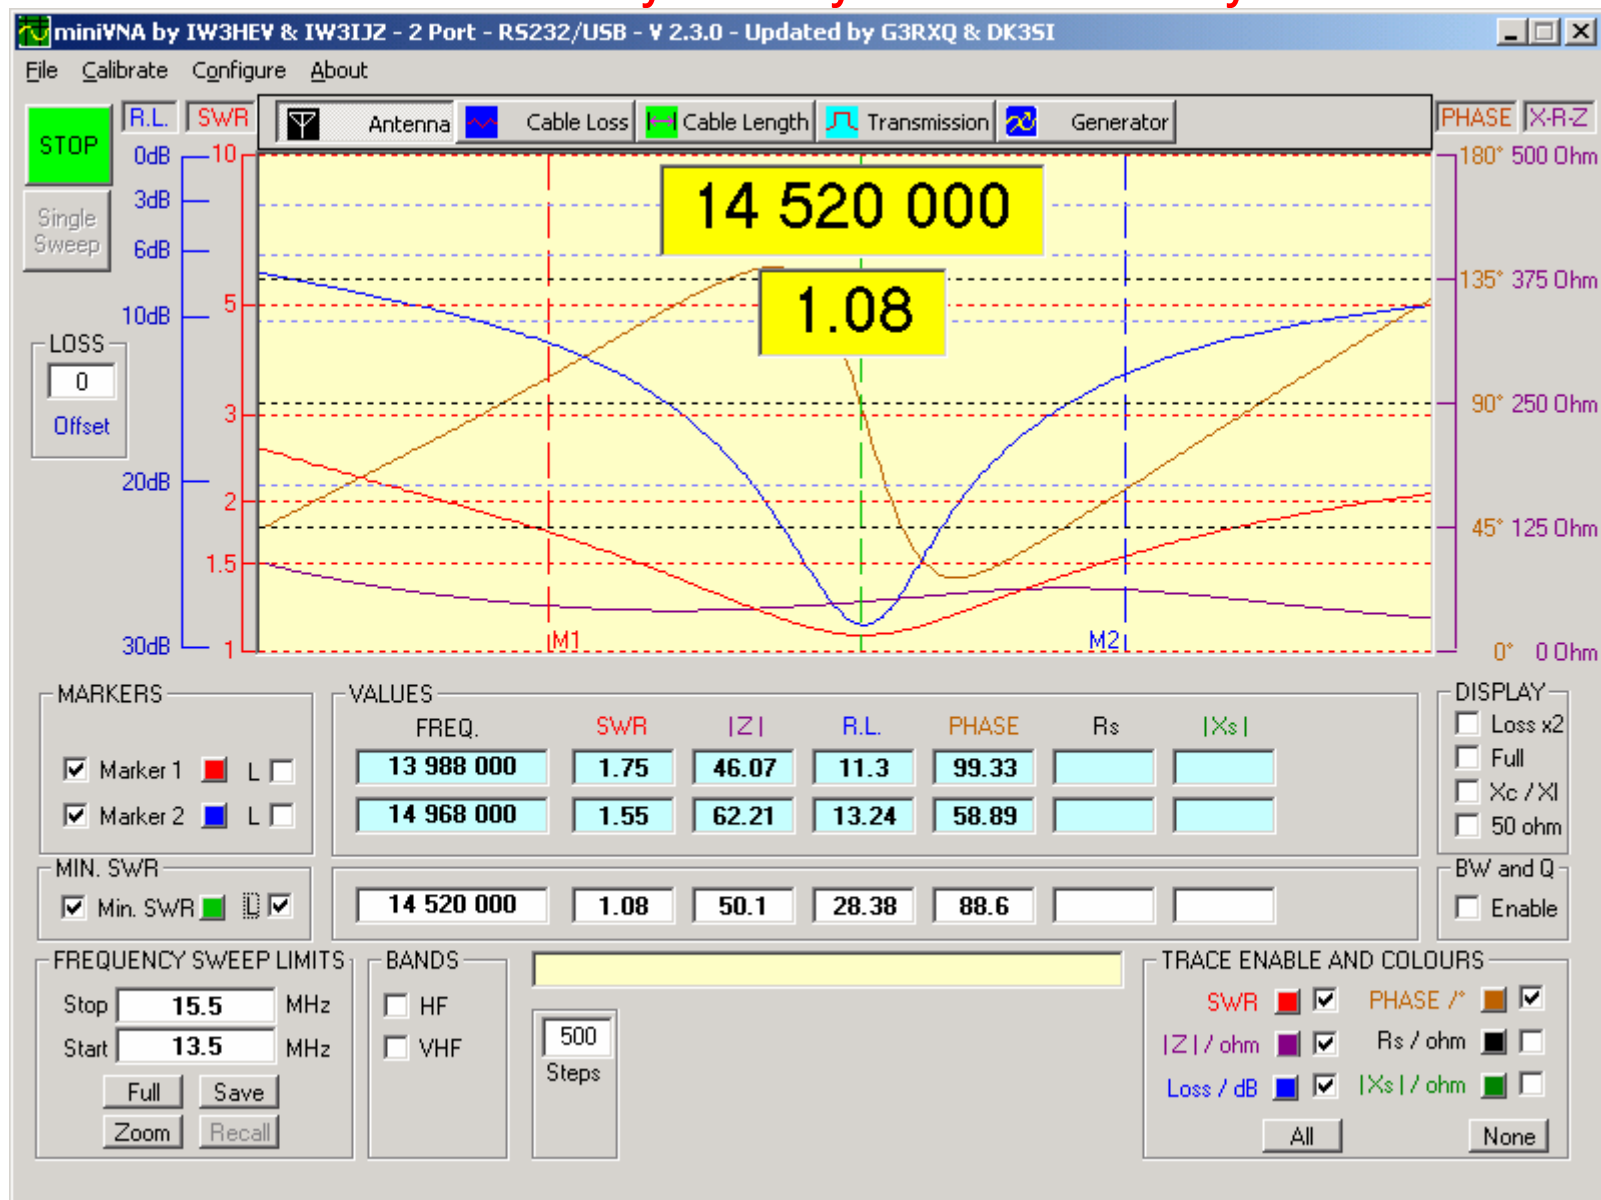 miniVNA by IW3HEV & IW3IJZ - 2 Port - RS232/USB - V 2.3.0 - Updated by G3RXQ & DK3SI
File Calibrate Configure About
STOP
Single Sweep
R.L. SWR
Antenna Cable Loss Cable Length Transmission Generator
PHASE X-R-Z
0dB 10 180° 500 Ohm
3dB
6dB
135° 375 Ohm
5
10dB
90° 250 Ohm
3
20dB
2
45° 125 Ohm
1.5
30dB 1
0° 0 Ohm
14 520 000
1.08
M1 M2
LOSS
0
Offset
MARKERS
Marker 1 L
Marker 2 L
VALUES
FREQ. SWR |Z| R.L. PHASE Rs |Xs|
13 988 000 1.75 46.07 11.3 99.33
14 968 000 1.55 62.21 13.24 58.89
DISPLAY
Loss x2
Full
Xc / Xl
50 ohm
MIN. SWR
Min. SWR L
14 520 000 1.08 50.1 28.38 88.6
BW and Q
Enable
FREQUENCY SWEEP LIMITS
Stop 15.5 MHz
Start 13.5 MHz
Full Save
Zoom Recall
BANDS
HF
VHF
500
Steps
TRACE ENABLE AND COLOURS
SWR PHASE /°
|Z| / ohm Rs / ohm
Loss / dB |Xs| / ohm
All None